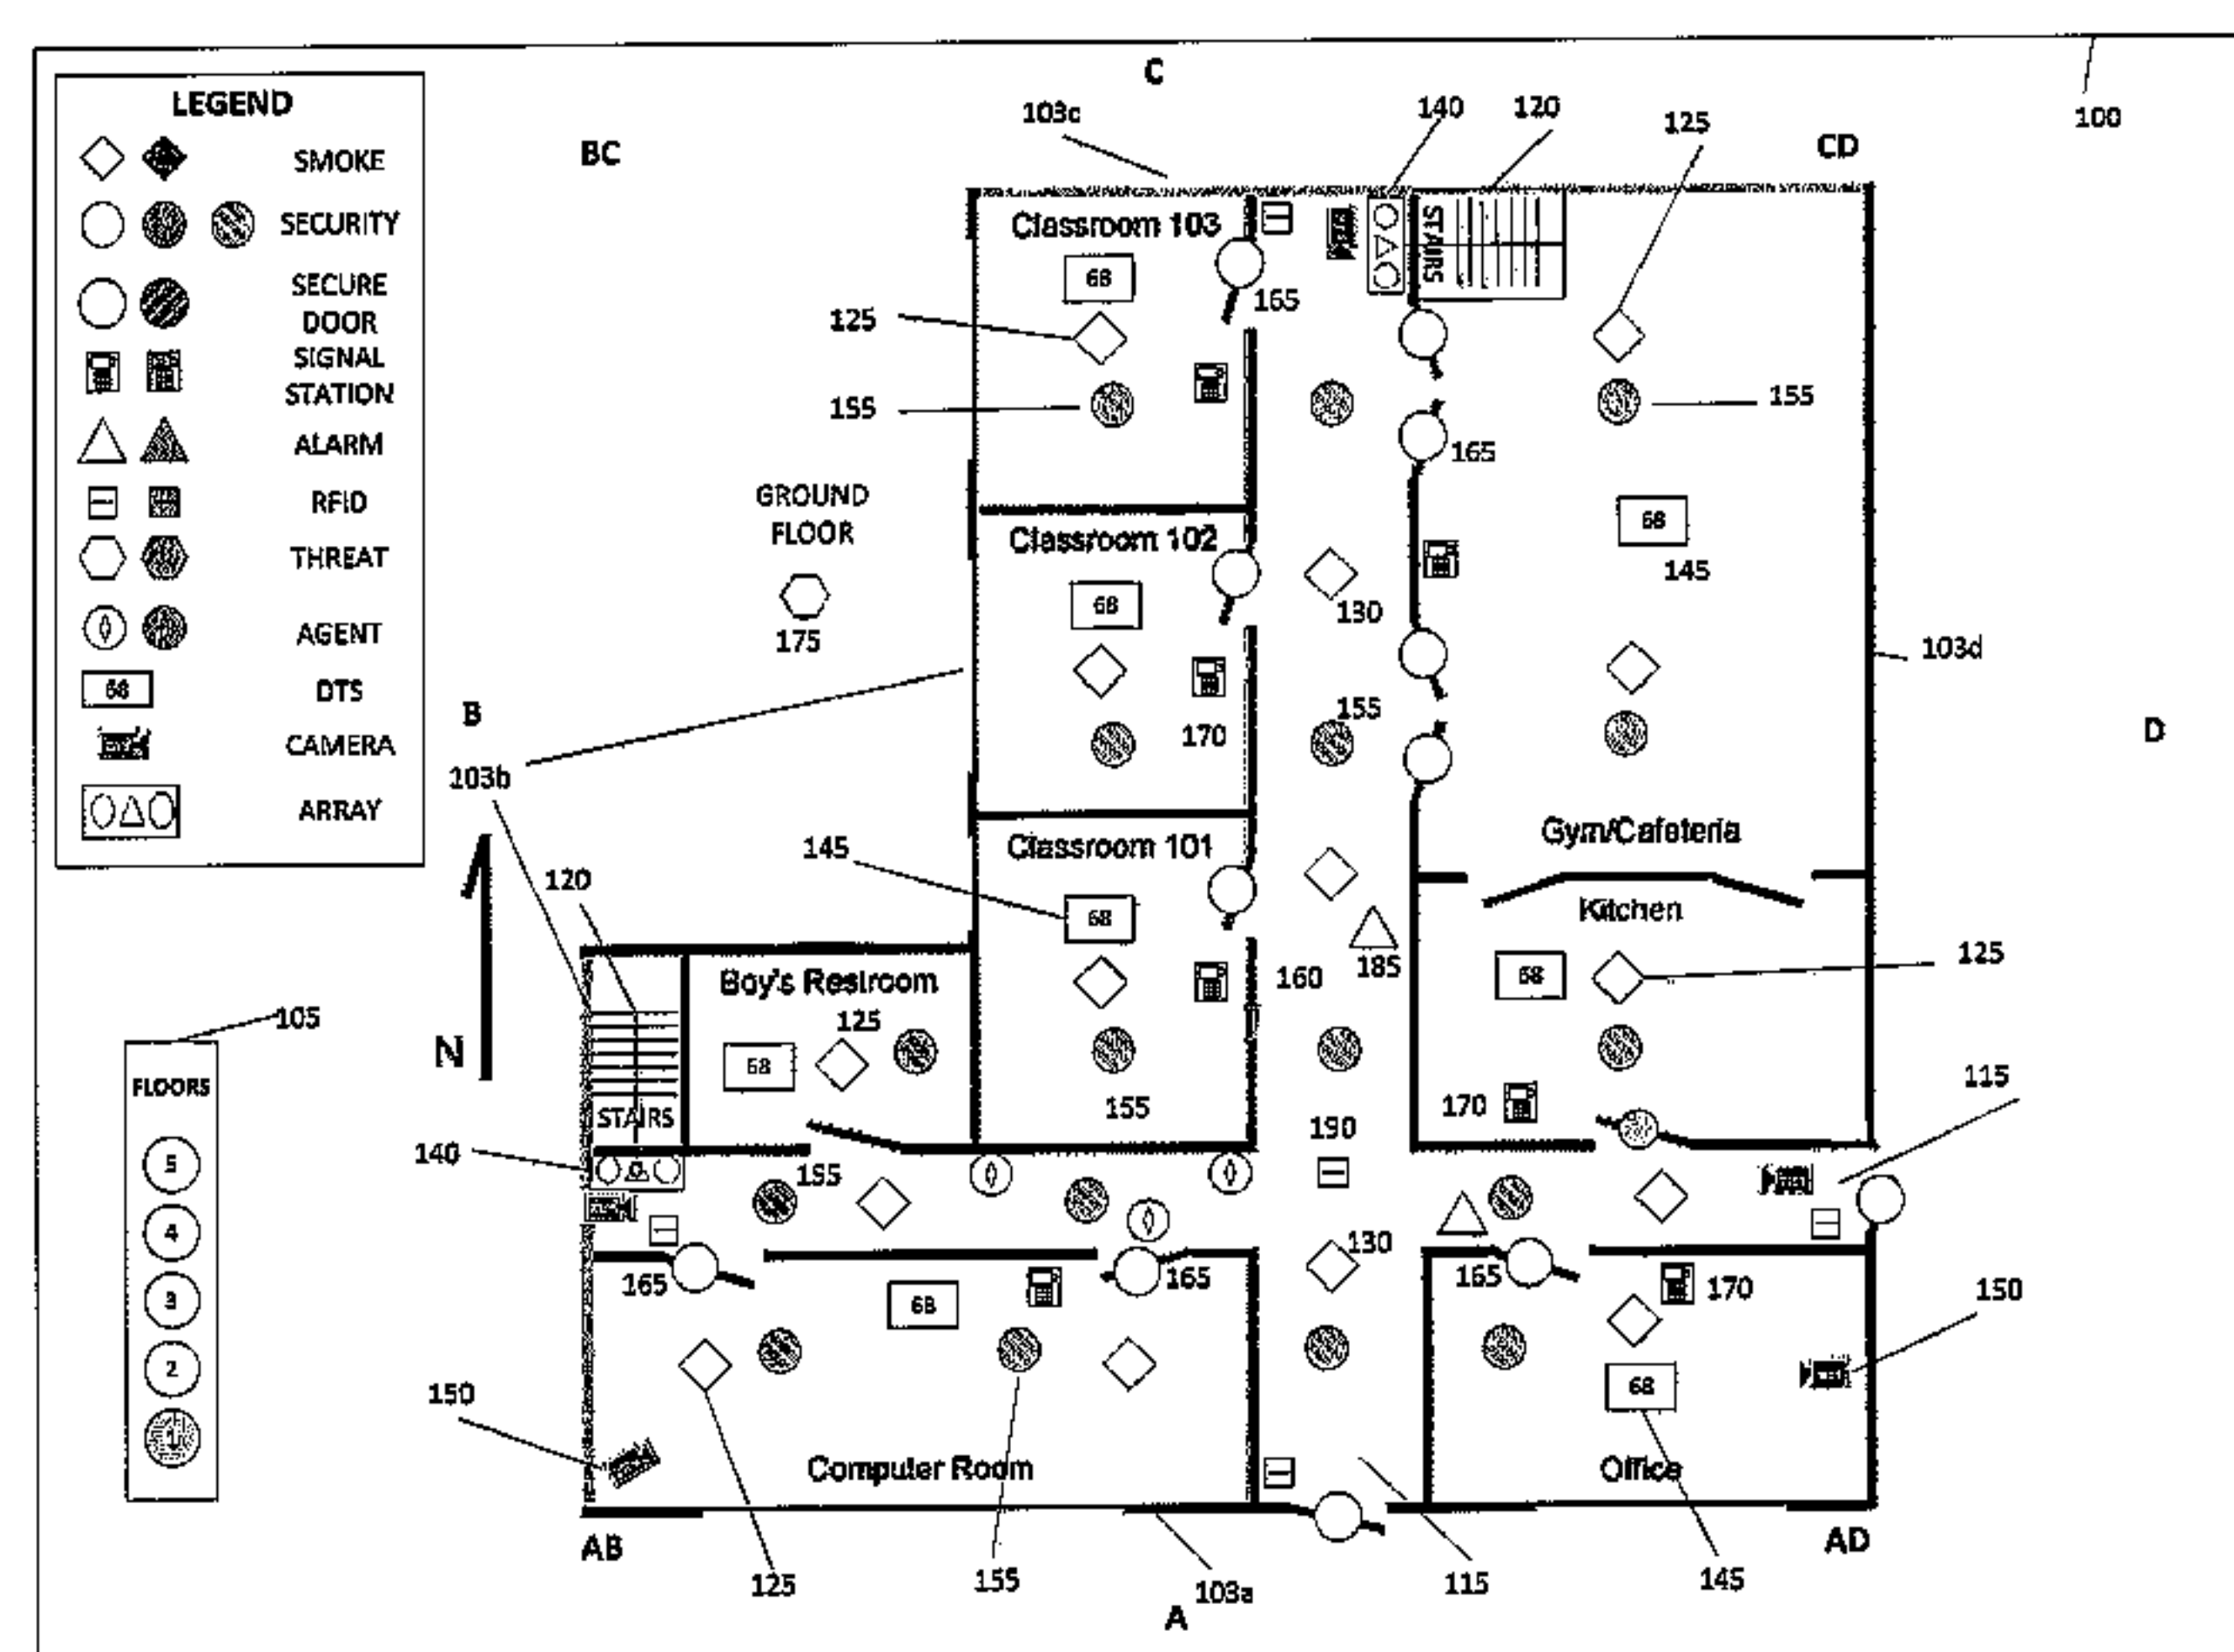 C
100
LEGEND
SMOKE
SECURITY
SECURE
DOOR
SIGNAL
STATION
ALARM
RFID
THREAT
AGENT
68 DTS
CAMERA
ARRAY
BC
103c
140
120
125
CD
Classroom 103
STAIRS
68
165
125
155
155
165
GROUND
FLOOR
175
Classroom 102
68
68
145
130
103d
170
155
B
103b
D
Gym/Cafeteria
145
Classroom 101
120
68
Kitchen
68
125
160
185
Boy's Restroom
125
68
105
N
STAIRS
155
190
170
115
FLOORS
5
4
3
2
1
140
195
130
165
165
165
170
150
68
68
150
Computer Room
Office
AB
AD
125
155
103a
115
145
A